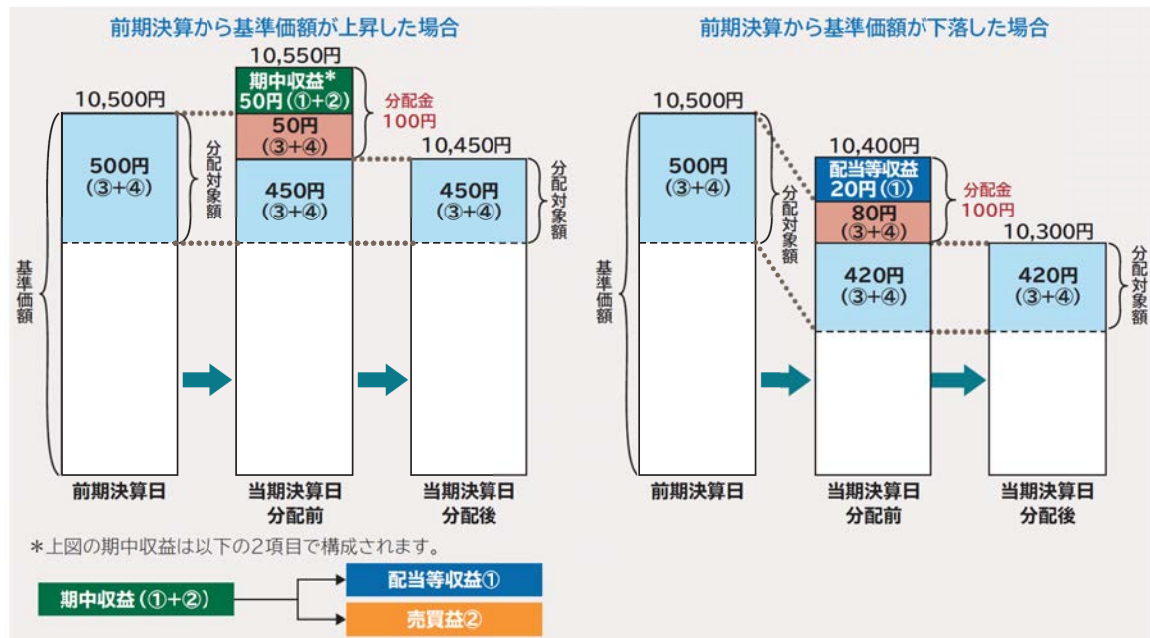 前期決算から基準価額が上昇した場合
10,500円
500円
(③+④)
分配対象額
基準価額
前期決算日
10,550円
期中収益*
50円(①+②)
50円
(③+④)
分配金
100円
450円
(③+④)
当期決算日
分配前
10,450円
450円
(③+④)
分配対象額
当期決算日
分配後
前期決算から基準価額が下落した場合
10,500円
500円
(③+④)
分配対象額
基準価額
前期決算日
10,400円
配当等収益
20円(①)
80円
(③+④)
分配金
100円
420円
(③+④)
当期決算日
分配前
10,300円
420円
(③+④)
分配対象額
当期決算日
分配後
*上図の期中収益は以下の2項目で構成されます。
期中収益(①+②)
配当等収益①
売買益②